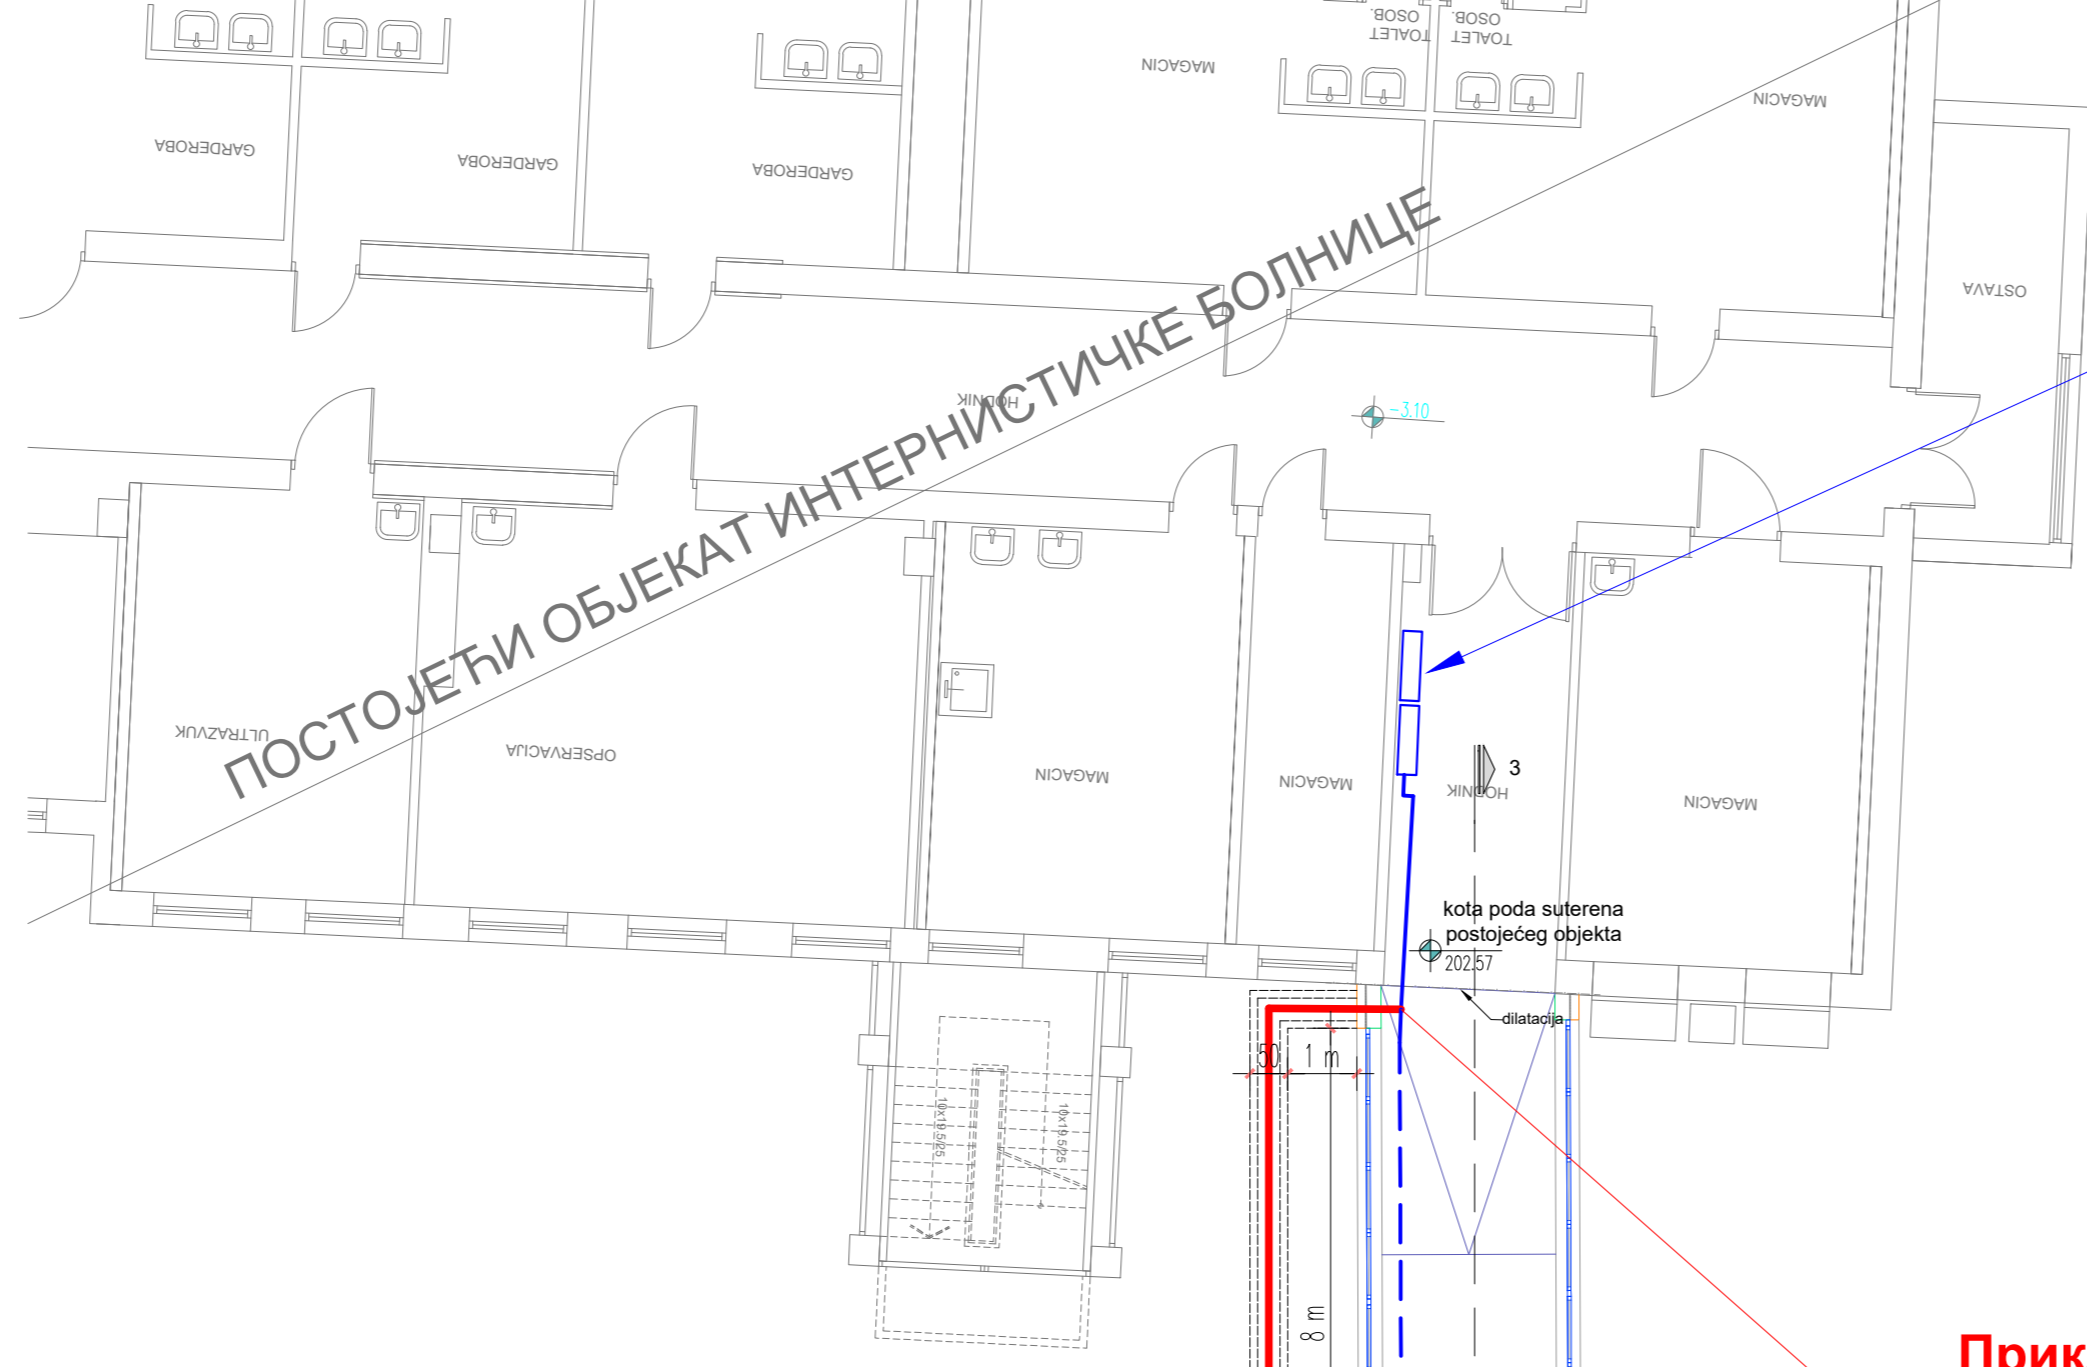 OSOB.
TOALET
OSOB.
TOALET
MAGACIN
MAGACIN
GARDEROBA
GARDEROBA
GARDEROBA
OSTAVA
HODNIK
-3.10
ПОСТОЈЕЋИ ОБЈЕКАТ ИНТЕРНИСТИЧКЕ БОЛНИЦЕ
ULTRAZVUK
OPSERVACIJA
MAGACIN
MAGACIN
HODNIK
3
MAGACIN
kota poda suterena
postojećeg objekta
202.57
dilatacija
50
1 m
10x19.5/25
10x19.5/25
8 m
Прик